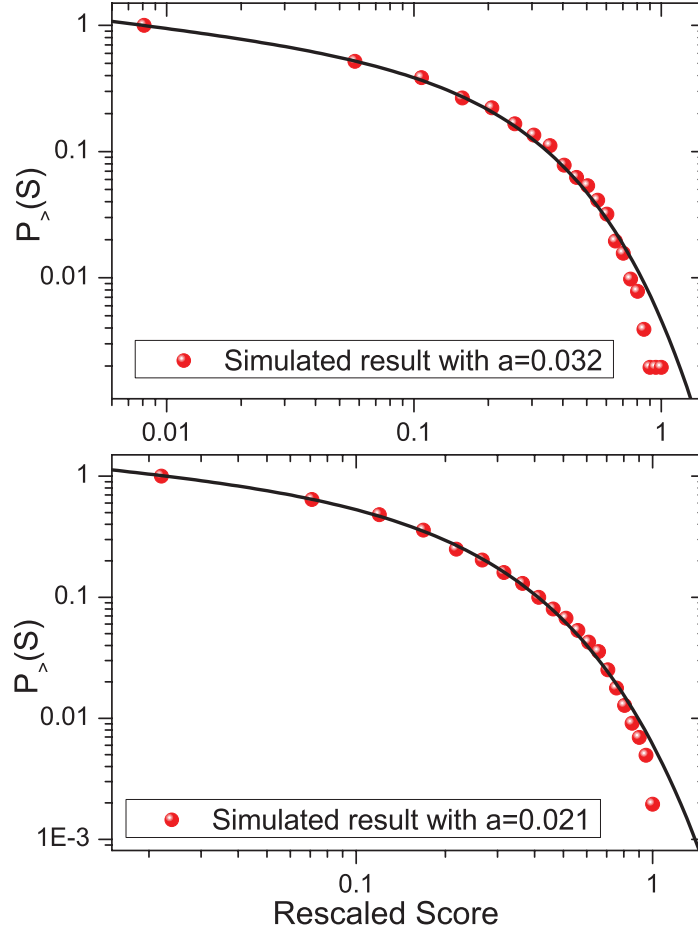 1
0.1
0.01
P>(S)
Simulated result with a=0.032
0.01 0.1 1
1
0.1
0.01
1E-3
P>(S)
Simulated result with a=0.021
0.1 1
Rescaled Score